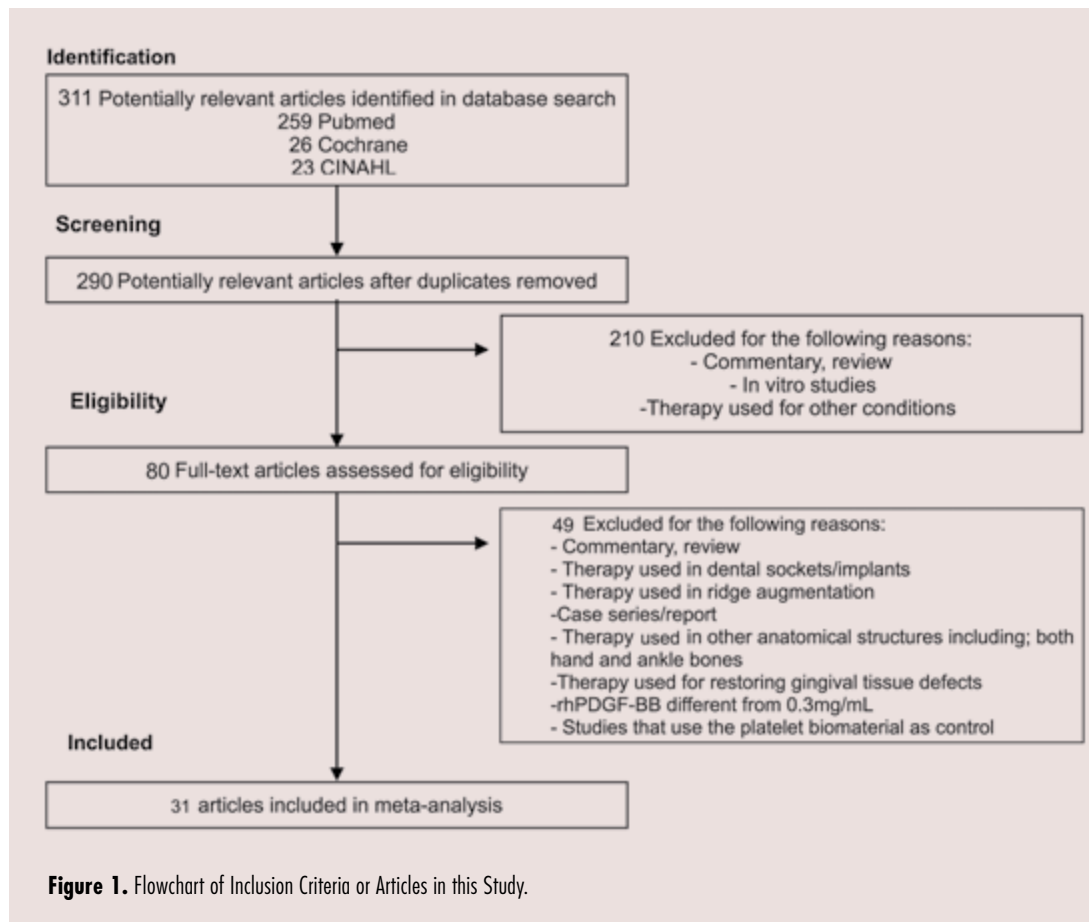 Identification
311 Potentially relevant articles identified in database search
259 Pubmed
26 Cochrane
23 CINAHL
Screening
290 Potentially relevant articles after duplicates removed
210 Excluded for the following reasons:
- Commentary, review
- In vitro studies
-Therapy used for other conditions
Eligibility
80 Full-text articles assessed for eligibility
49 Excluded for the following reasons:
- Commentary, review
- Therapy used in dental sockets/implants
- Therapy used in ridge augmentation
-Case series/report
- Therapy used in other anatomical structures including; both
hand and ankle bones
-Therapy used for restoring gingival tissue defects
-rhPDGF-BB different from 0.3mg/mL
- Studies that use the platelet biomaterial as control
Included
31 articles included in meta-analysis
Figure 1. Flowchart of Inclusion Criteria or Articles in this Study.